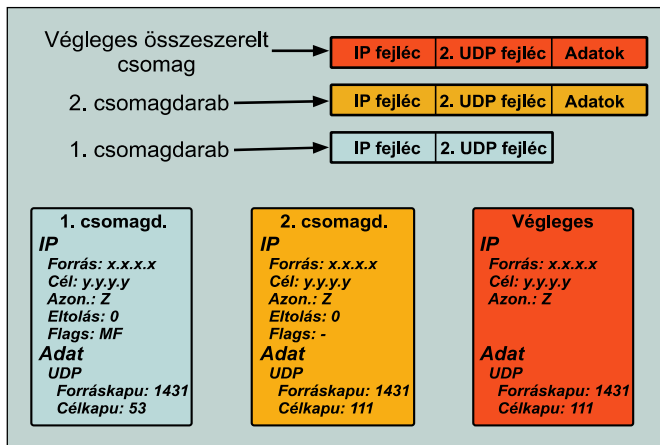 Végleges összeszerelt
csomag
IP fejléc 2. UDP fejléc Adatok
2. csomagdarab
IP fejléc 2. UDP fejléc Adatok
1. csomagdarab
IP fejléc 2. UDP fejléc
1. csomagd.
IP
Forrás: x.x.x.x
Cél: y.y.y.y
Azon.: Z
Eltolás: 0
Flags: MF
Adat
UDP
Forráskapu: 1431
Célkapu: 53
2. csomagd.
IP
Forrás: x.x.x.x
Cél: y.y.y.y
Azon.: Z
Eltolás: 0
Flags: -
Adat
UDP
Forráskapu: 1431
Célkapu: 111
Végleges
IP
Forrás: x.x.x.x
Cél: y.y.y.y
Azon.: Z
Adat
UDP
Forráskapu: 1431
Célkapu: 111